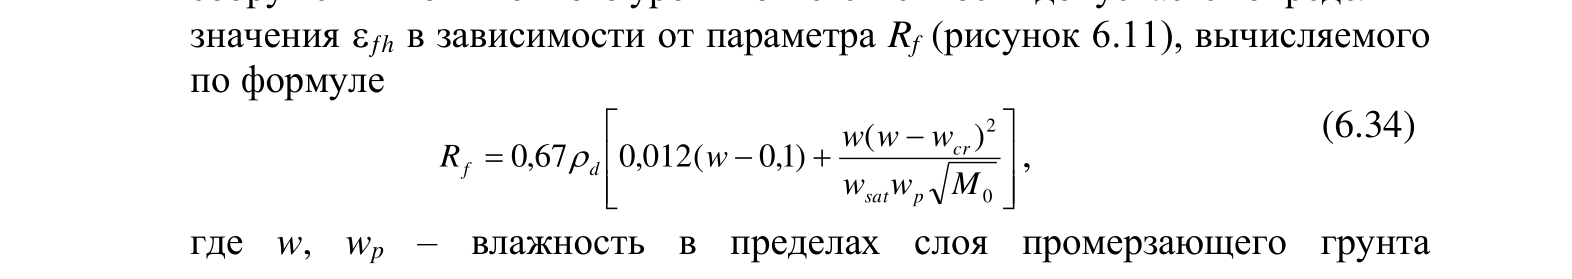 значения ε_fh в зависимости от параметра R_f (рисунок 6.11), вычисляемого
по формуле
R_f = 0,67ρ_d[0,012(w − 0,1) + w(w − w_cr)²/(w_sat w_p √M_0)], (6.34)
где w, w_p – влажность в пределах слоя промерзающего грунта